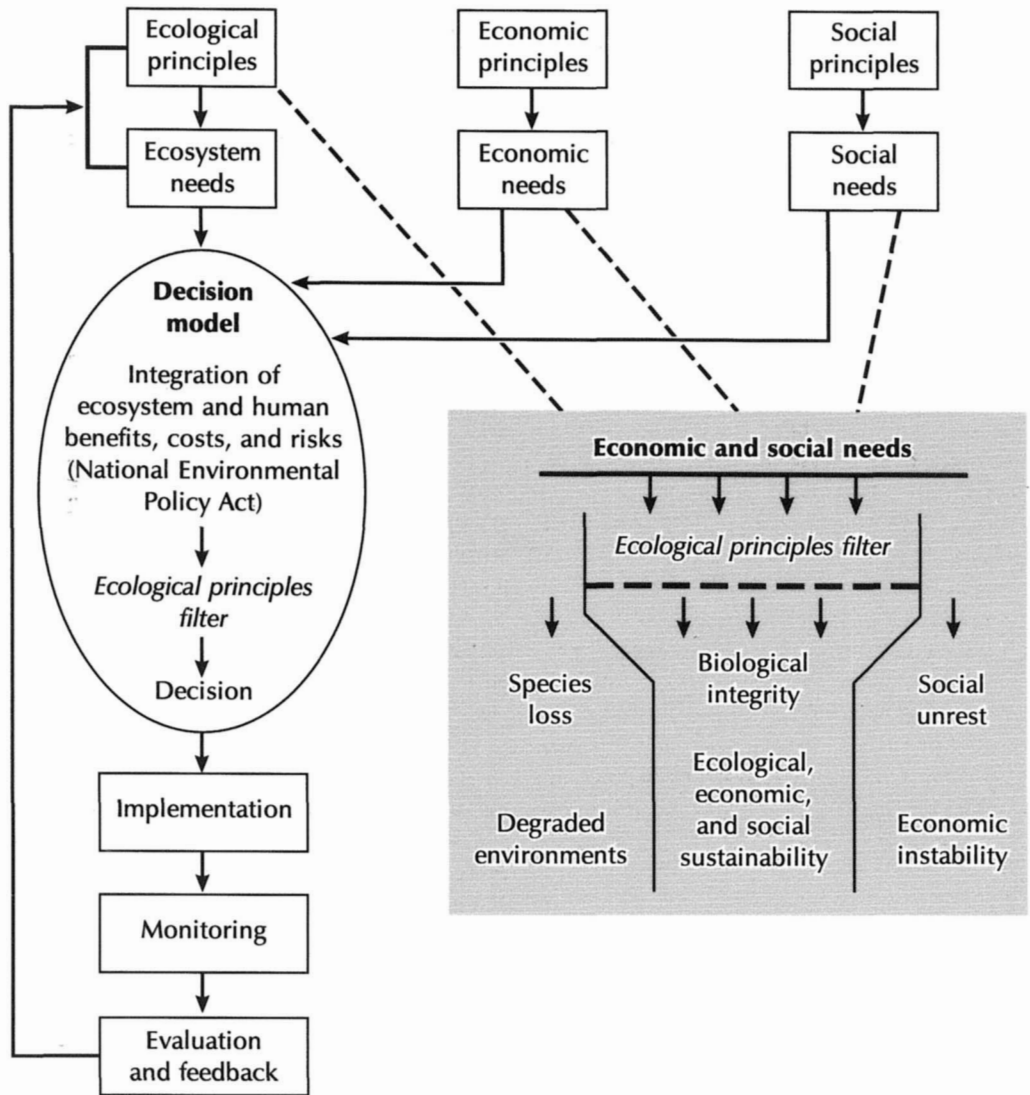 Ecological
principles
Economic
principles
Social
principles
Ecosystem
needs
Economic
needs
Social
needs
Decision
model
Integration of
ecosystem and human
benefits, costs, and risks
(National Environmental
Policy Act)
Ecological principles
filter
Decision
Implementation
Monitoring
Evaluation
and feedback
Economic and social needs
Ecological principles filter
Species
loss
Biological
integrity
Social
unrest
Degraded
environments
Ecological,
economic,
and social
sustainability
Economic
instability